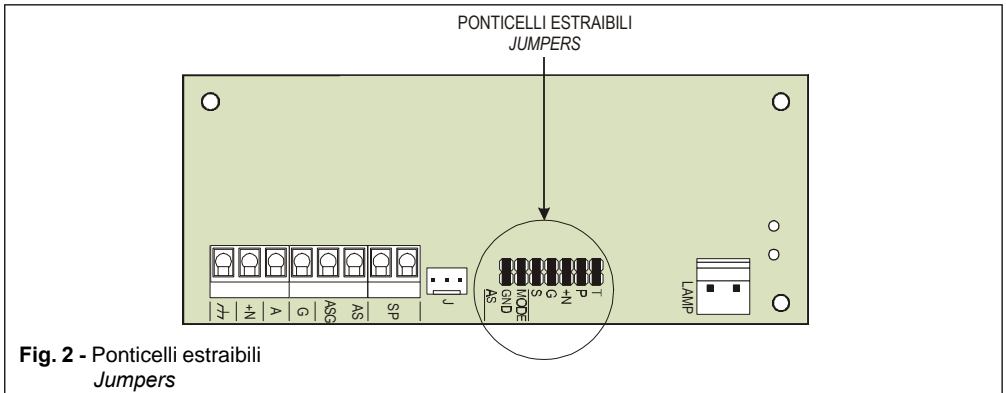 PONTICELLI ESTRAIBILI
JUMPERS
+N
A
G
ASG
AS
SP
J
AS
GND
MODE
S
G
+N
P
T
LAMP
Fig. 2 - Ponticelli estraibili
Jumpers